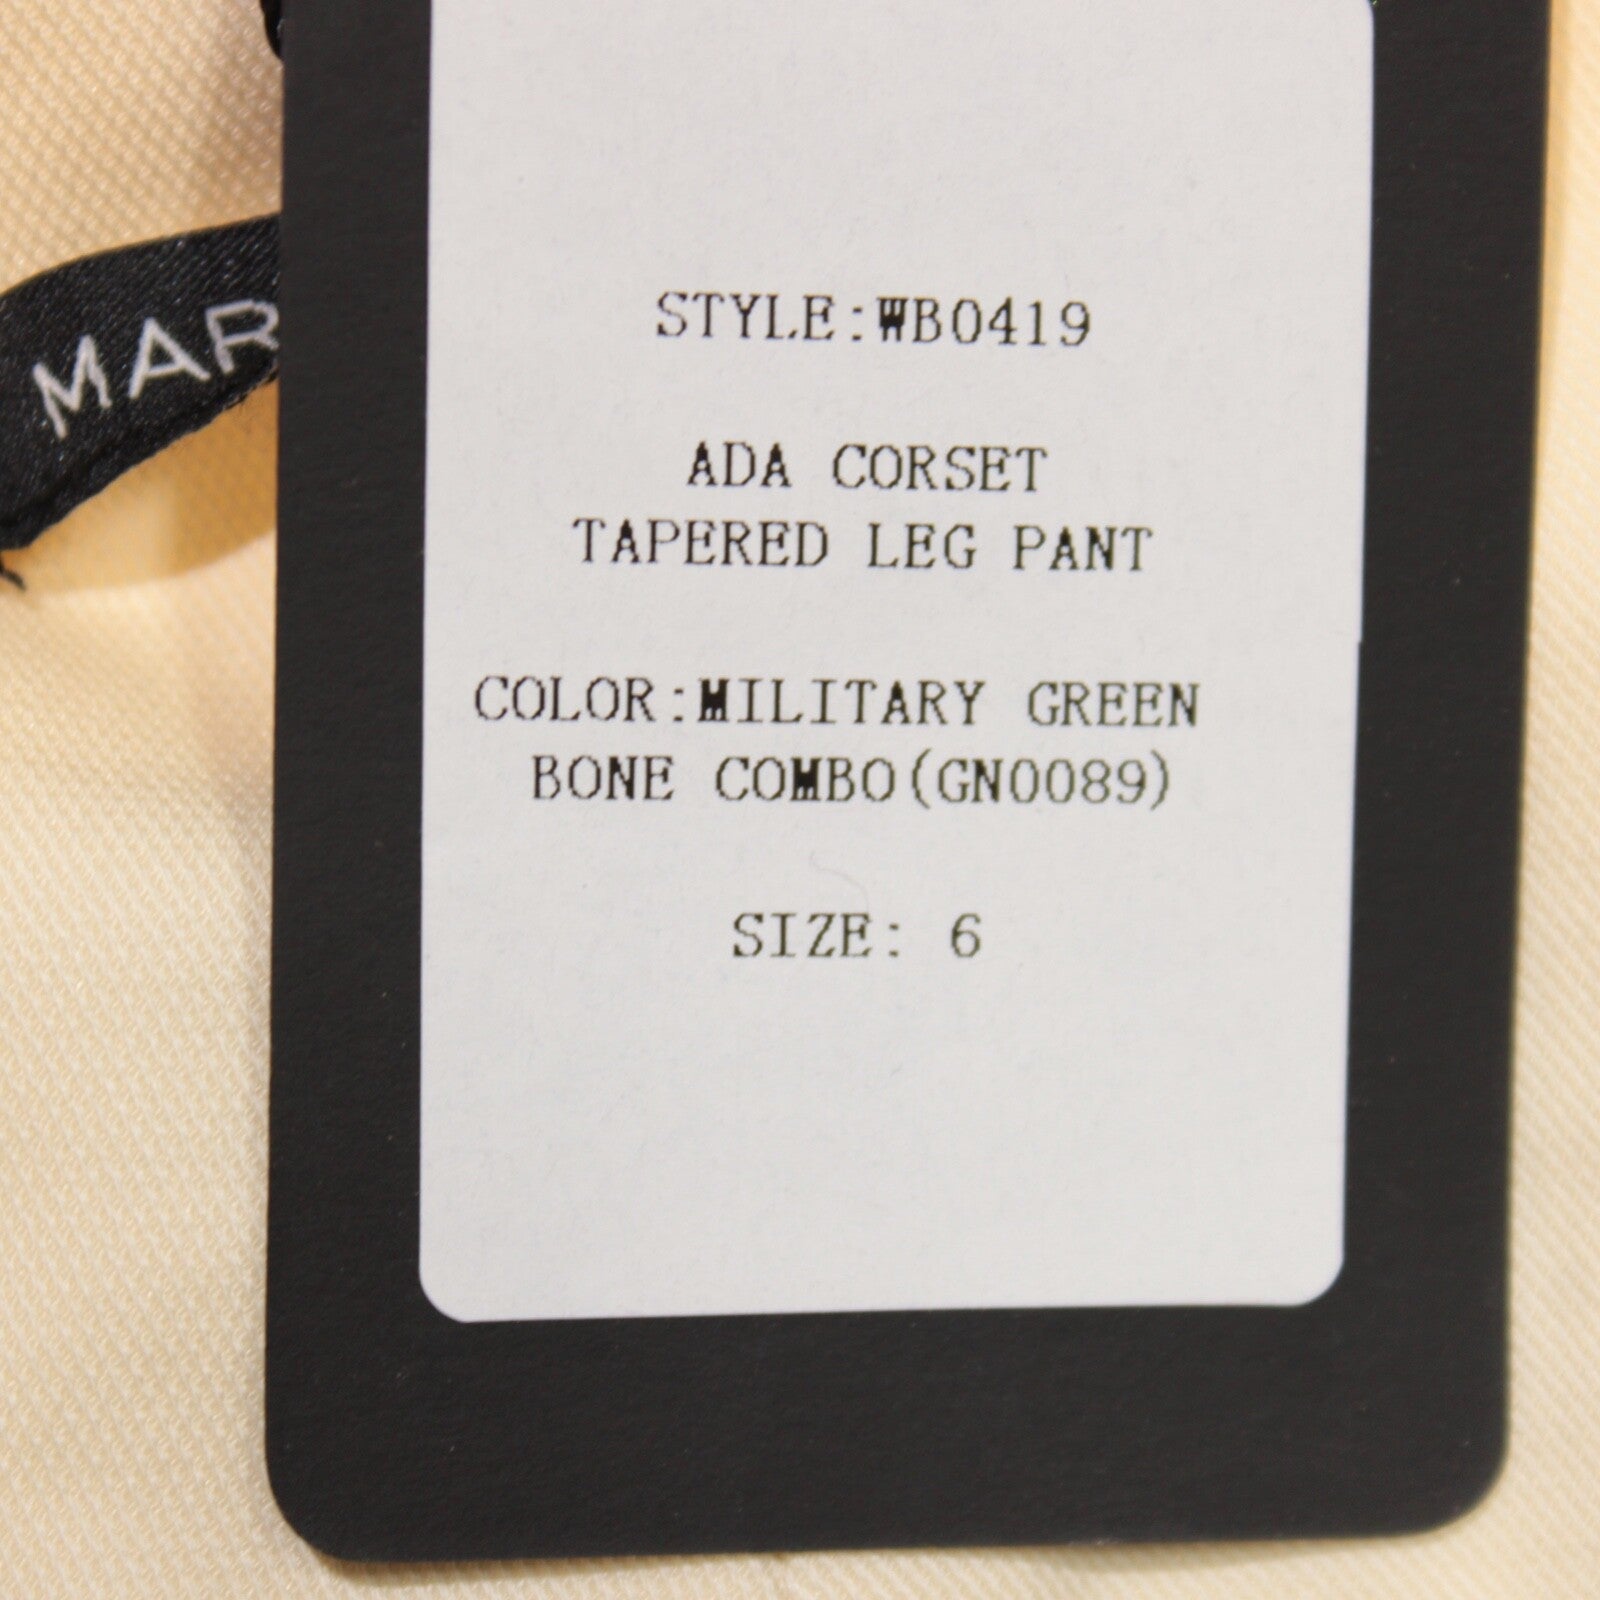 MAR
STYLE:WB0419
ADA CORSET
TAPERED LEG PANT
COLOR:MILITARY GREEN
BONE COMBO(GN0089)
SIZE: 6